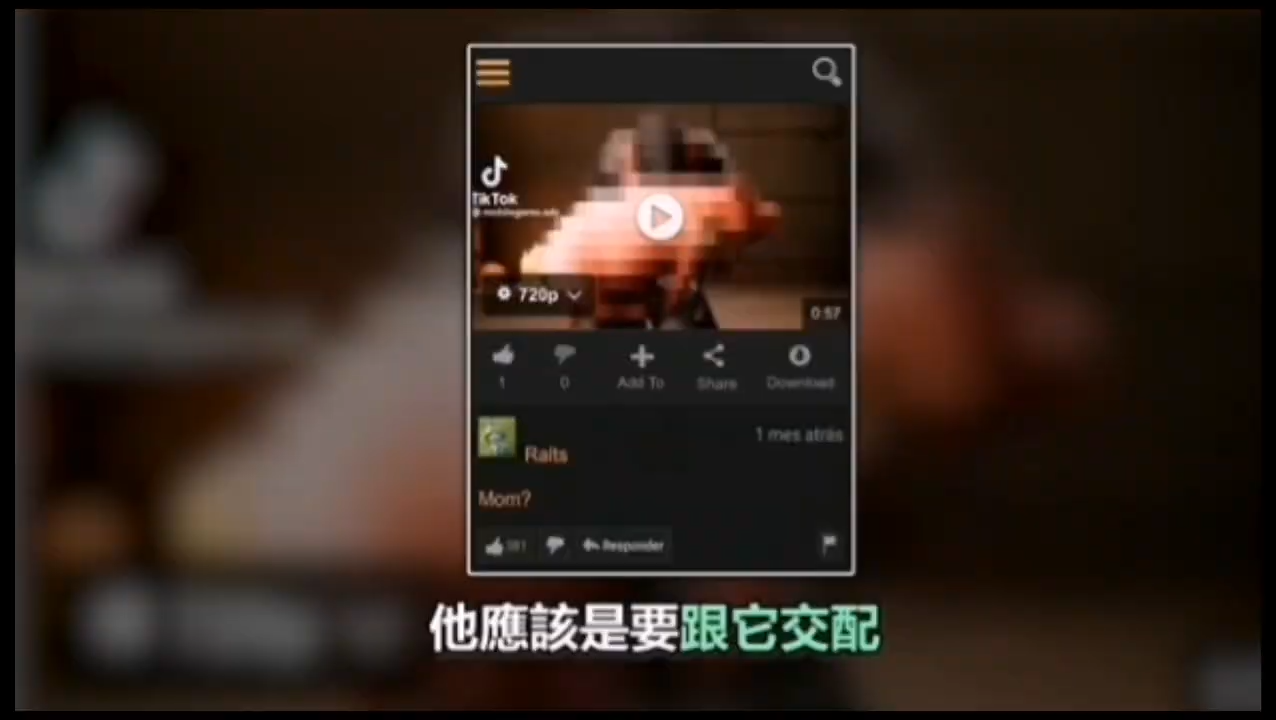 TikTok
720p
0:57
1
0
Add To
Share
Download
1 mes atrás
Raits
Mom?
Responder
他應該是要跟它交配